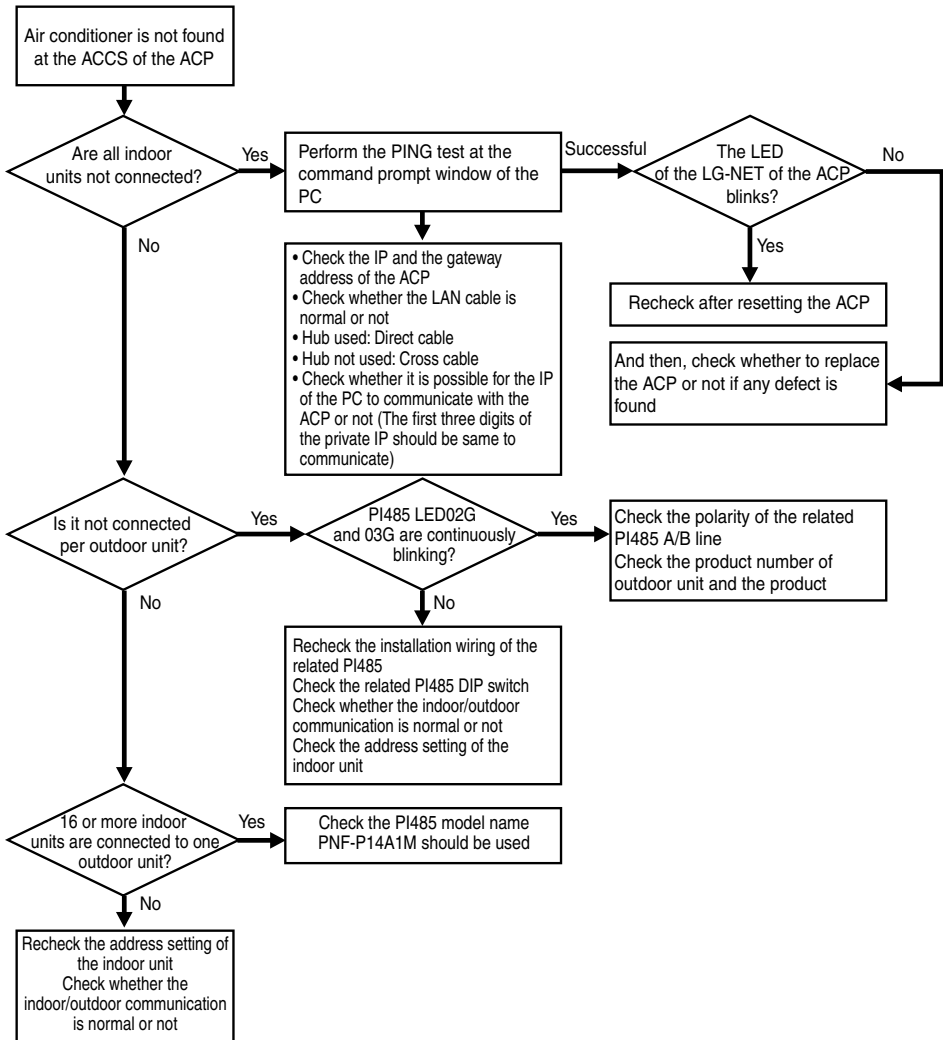 Air conditioner is not found
at the ACCS of the ACP
Are all indoor
units not connected?
Yes
Perform the PING test at the
command prompt window of the
PC
Successful
The LED
of the LG-NET of the ACP
blinks?
No
No
• Check the IP and the gateway
address of the ACP
• Check whether the LAN cable is
normal or not
• Hub used: Direct cable
• Hub not used: Cross cable
• Check whether it is possible for the IP
of the PC to communicate with the
ACP or not (The first three digits of
the private IP should be same to
communicate)
Yes
Recheck after resetting the ACP
And then, check whether to replace
the ACP or not if any defect is
found
Is it not connected
per outdoor unit?
Yes
PI485 LED02G
and 03G are continuously
blinking?
Yes
Check the polarity of the related
PI485 A/B line
Check the product number of
outdoor unit and the product
No
No
Recheck the installation wiring of the
related PI485
Check the related PI485 DIP switch
Check whether the indoor/outdoor
communication is normal or not
Check the address setting of the
indoor unit
16 or more indoor
units are connected to one
outdoor unit?
Yes
Check the PI485 model name
PNF-P14A1M should be used
No
Recheck the address setting of
the indoor unit
Check whether the
indoor/outdoor communication
is normal or not